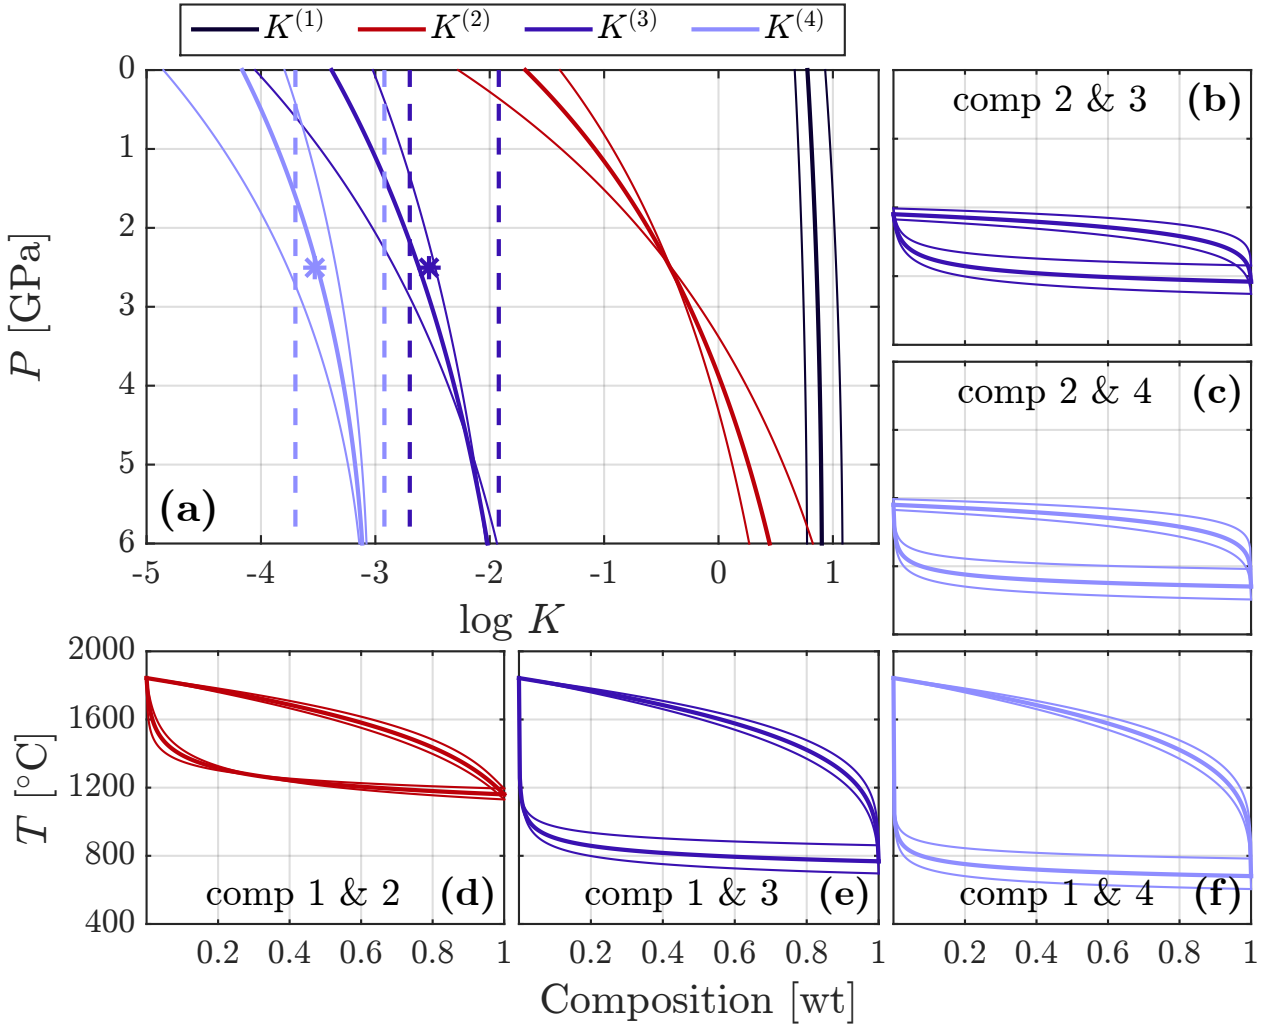 K(1) K(2) K(3) K(4)
P [GPa]
0
1
2
3
4
5
6
(a)
-5 -4 -3 -2 -1 0 1
log K
comp 2 & 3 (b)
comp 2 & 4 (c)
T [°C]
2000
1600
1200
800
400
comp 1 & 2 (d)
comp 1 & 3 (e)
comp 1 & 4 (f)
0.2 0.4 0.6 0.8 1
0.2 0.4 0.6 0.8 1
0.2 0.4 0.6 0.8 1
Composition [wt]